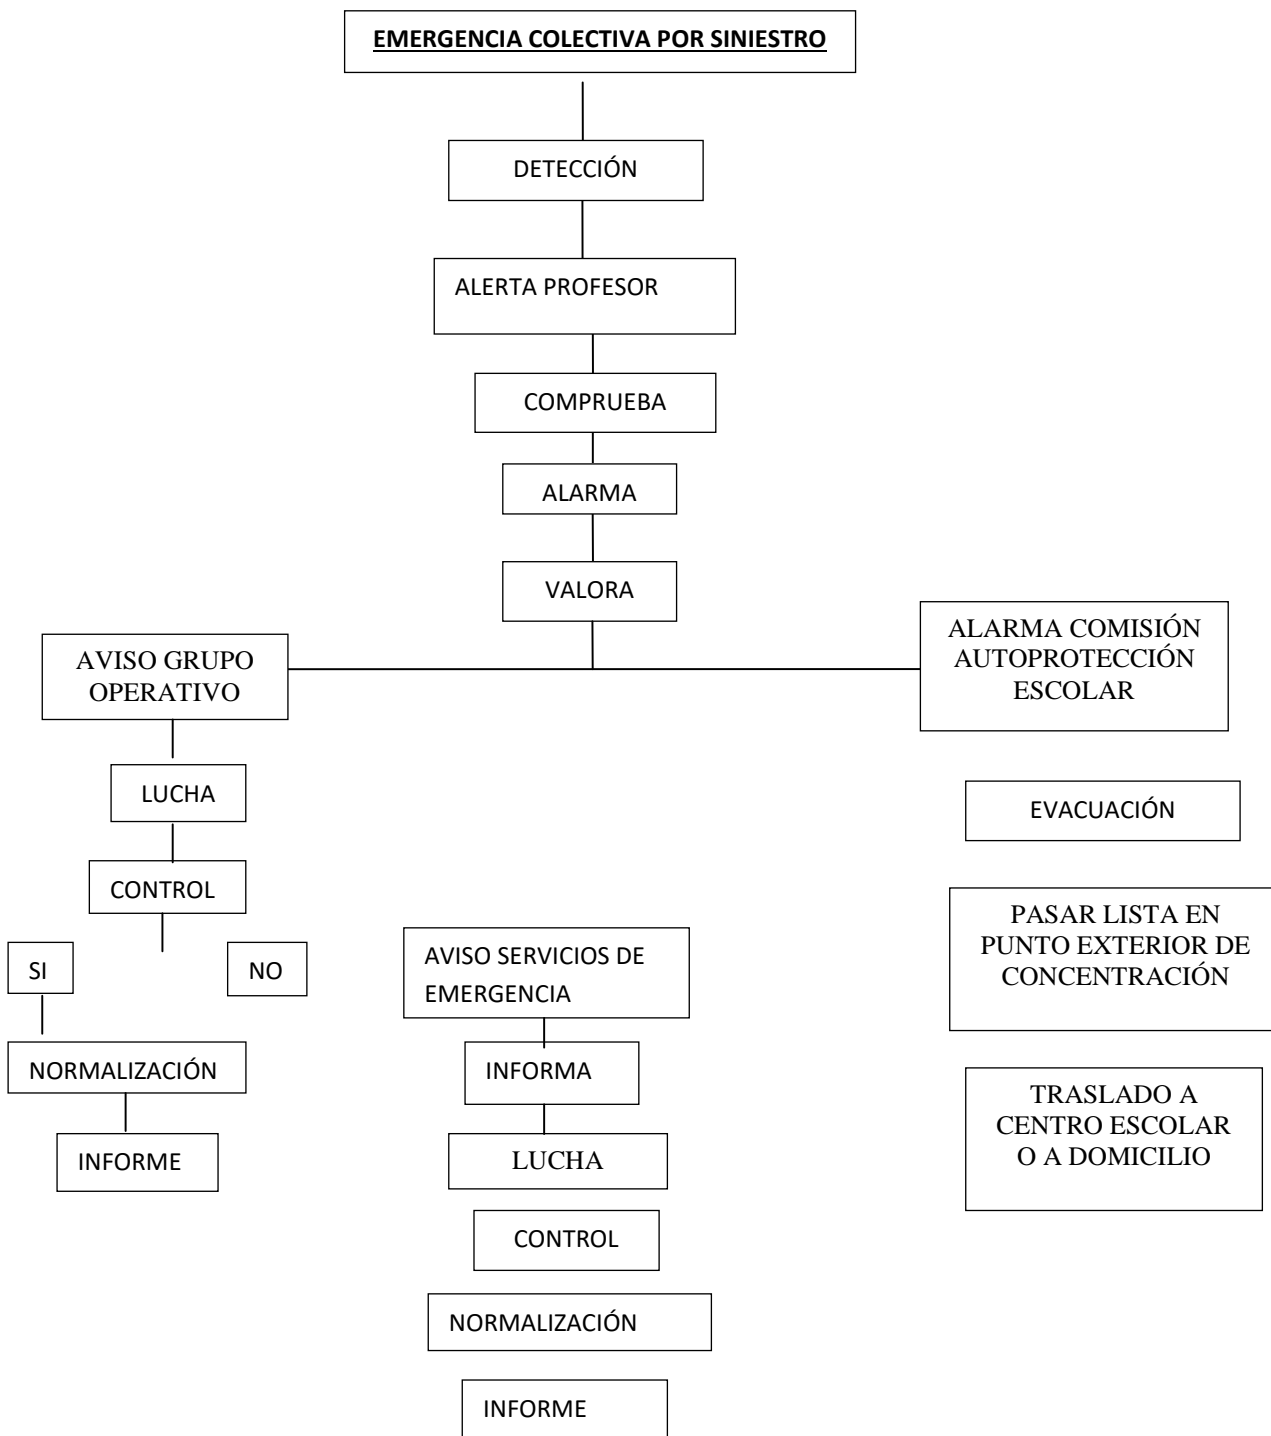 EMERGENCIA COLECTIVA POR SINIESTRO
DETECCIÓN
ALERTA PROFESOR
COMPRUEBA
ALARMA
VALORA
AVISO GRUPO
OPERATIVO
LUCHA
CONTROL
SI
NO
NORMALIZACIÓN
INFORME
AVISO SERVICIOS DE
EMERGENCIA
INFORMA
LUCHA
CONTROL
NORMALIZACIÓN
INFORME
ALARMA COMISIÓN
AUTOPROTECCIÓN
ESCOLAR
EVACUACIÓN
PASAR LISTA EN
PUNTO EXTERIOR DE
CONCENTRACIÓN
TRASLADO A
CENTRO ESCOLAR
O A DOMICILIO